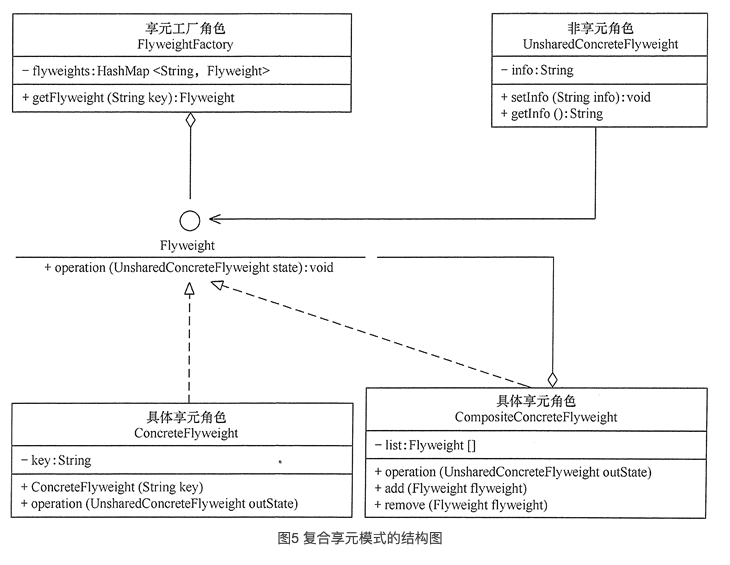 享元工厂角色
FlyweightFactory
− flyweights:HashMap <String, Flyweight>
+ getFlyweight (String key):Flyweight
非享元角色
UnsharedConcreteFlyweight
− info:String
+ setInfo (String info):void
+ getInfo ():String
Flyweight
+ operation (UnsharedConcreteFlyweight state):void
具体享元角色
ConcreteFlyweight
− key:String
+ ConcreteFlyweight (String key)
+ operation (UnsharedConcreteFlyweight outState)
具体享元角色
CompositeConcreteFlyweight
− list:Flyweight []
+ operation (UnsharedConcreteFlyweight outState)
+ add (Flyweight flyweight)
+ remove (Flyweight flyweight)
图5 复合享元模式的结构图